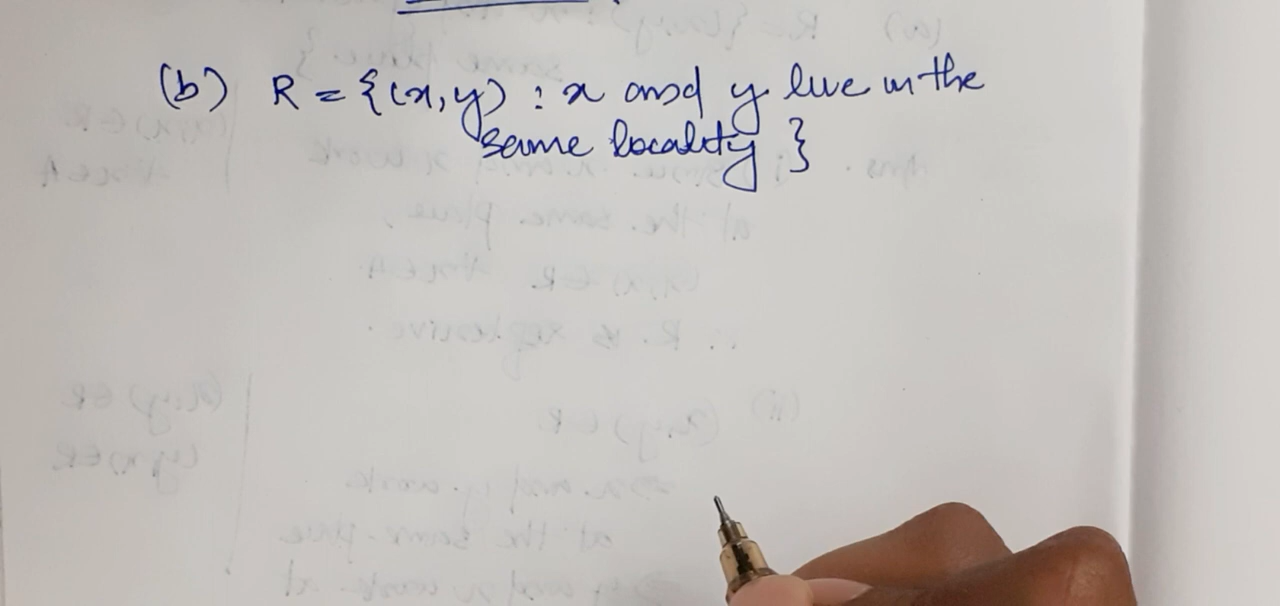 (b) R = {(x,y) : x and y live in the
same locality }